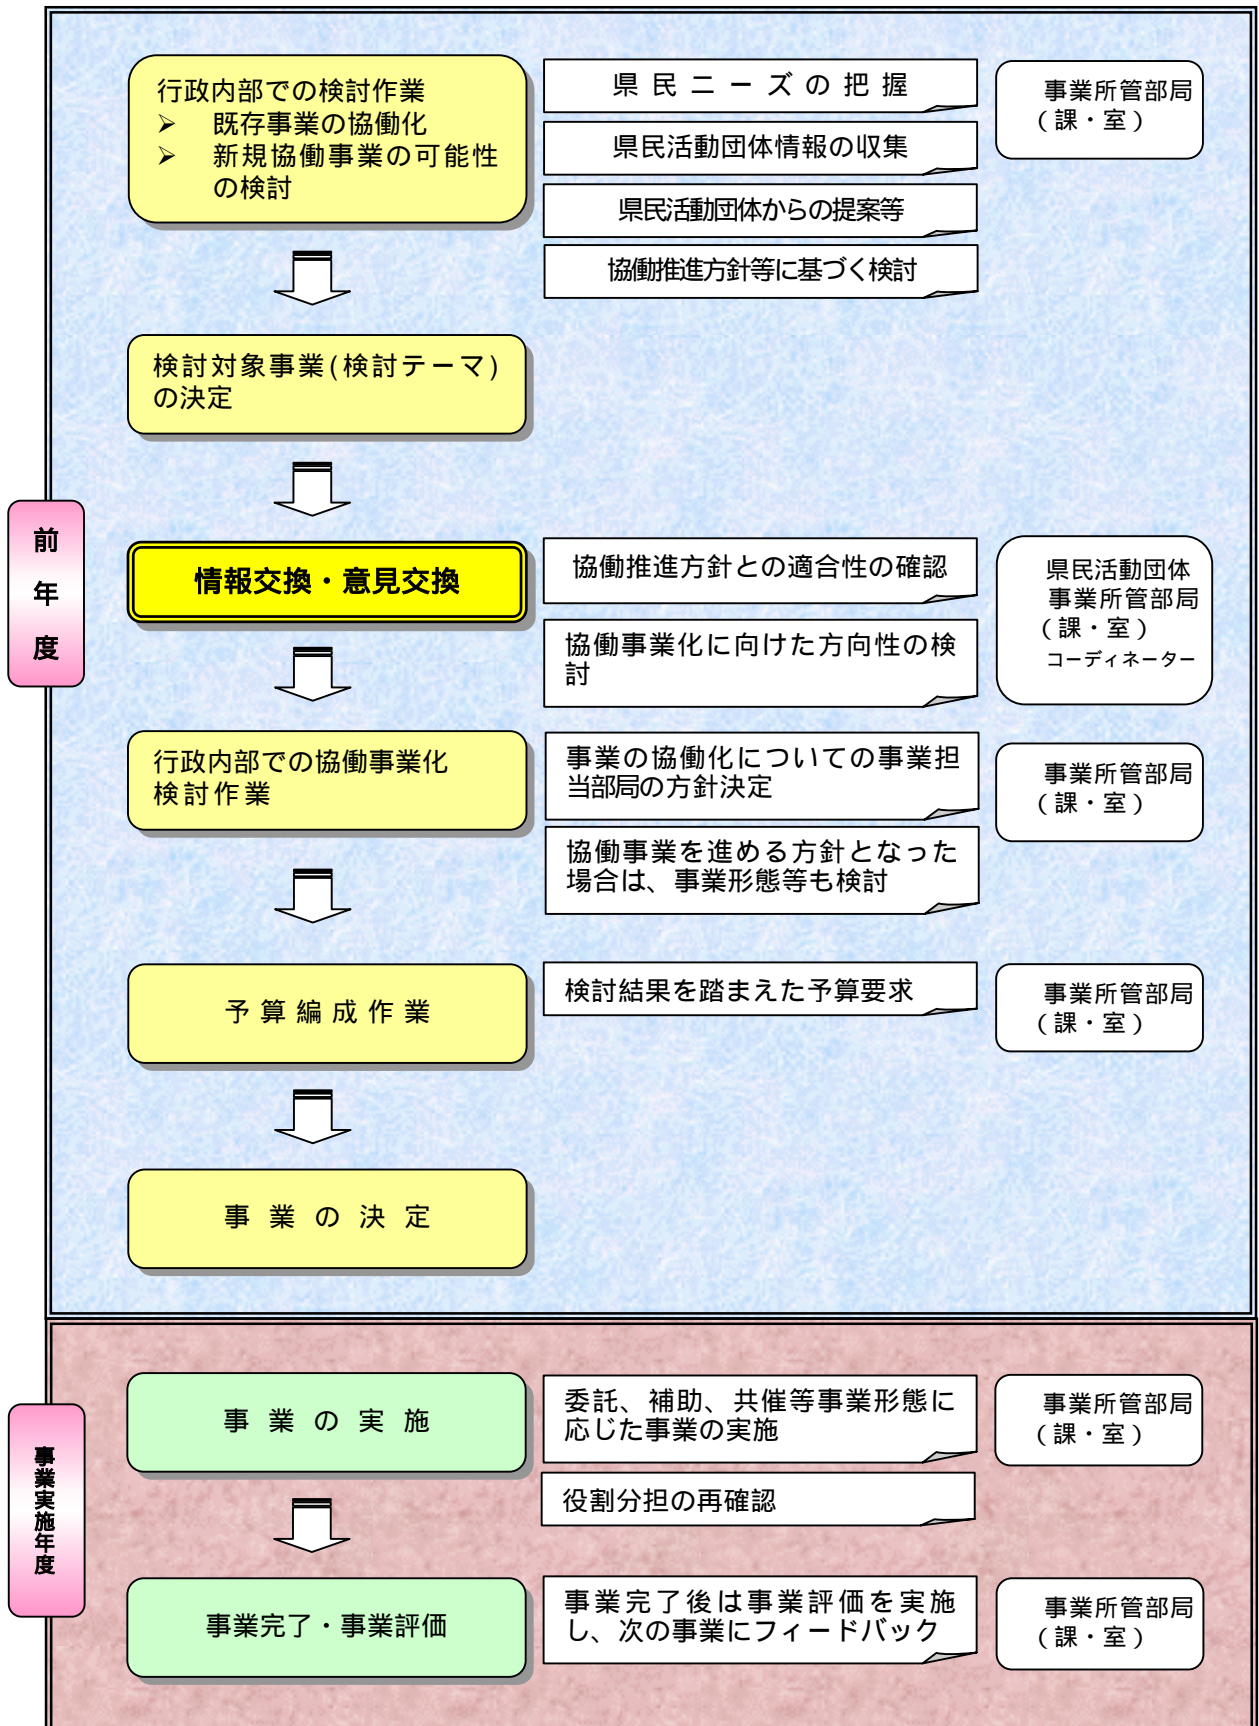 行政内部での検討作業
➢ 既存事業の協働化
➢ 新規協働事業の可能性
の検討
県民ニーズの把握
県民活動団体情報の収集
県民活動団体からの提案等
協働推進方針等に基づく検討
事業所管部局
(課・室)
検討対象事業(検討テーマ)
の決定
前年度
情報交換・意見交換
協働推進方針との適合性の確認
協働事業化に向けた方向性の検
討
県民活動団体
事業所管部局
(課・室)
コーディネーター
行政内部での協働事業化
検討作業
事業の協働化についての事業担
当部局の方針決定
協働事業を進める方針となった
場合は、事業形態等も検討
事業所管部局
(課・室)
予算編成作業
検討結果を踏まえた予算要求
事業所管部局
(課・室)
事業の決定
事業実施年度
事業の実施
委託、補助、共催等事業形態に
応じた事業の実施
役割分担の再確認
事業所管部局
(課・室)
事業完了・事業評価
事業完了後は事業評価を実施
し、次の事業にフィードバック
事業所管部局
(課・室)